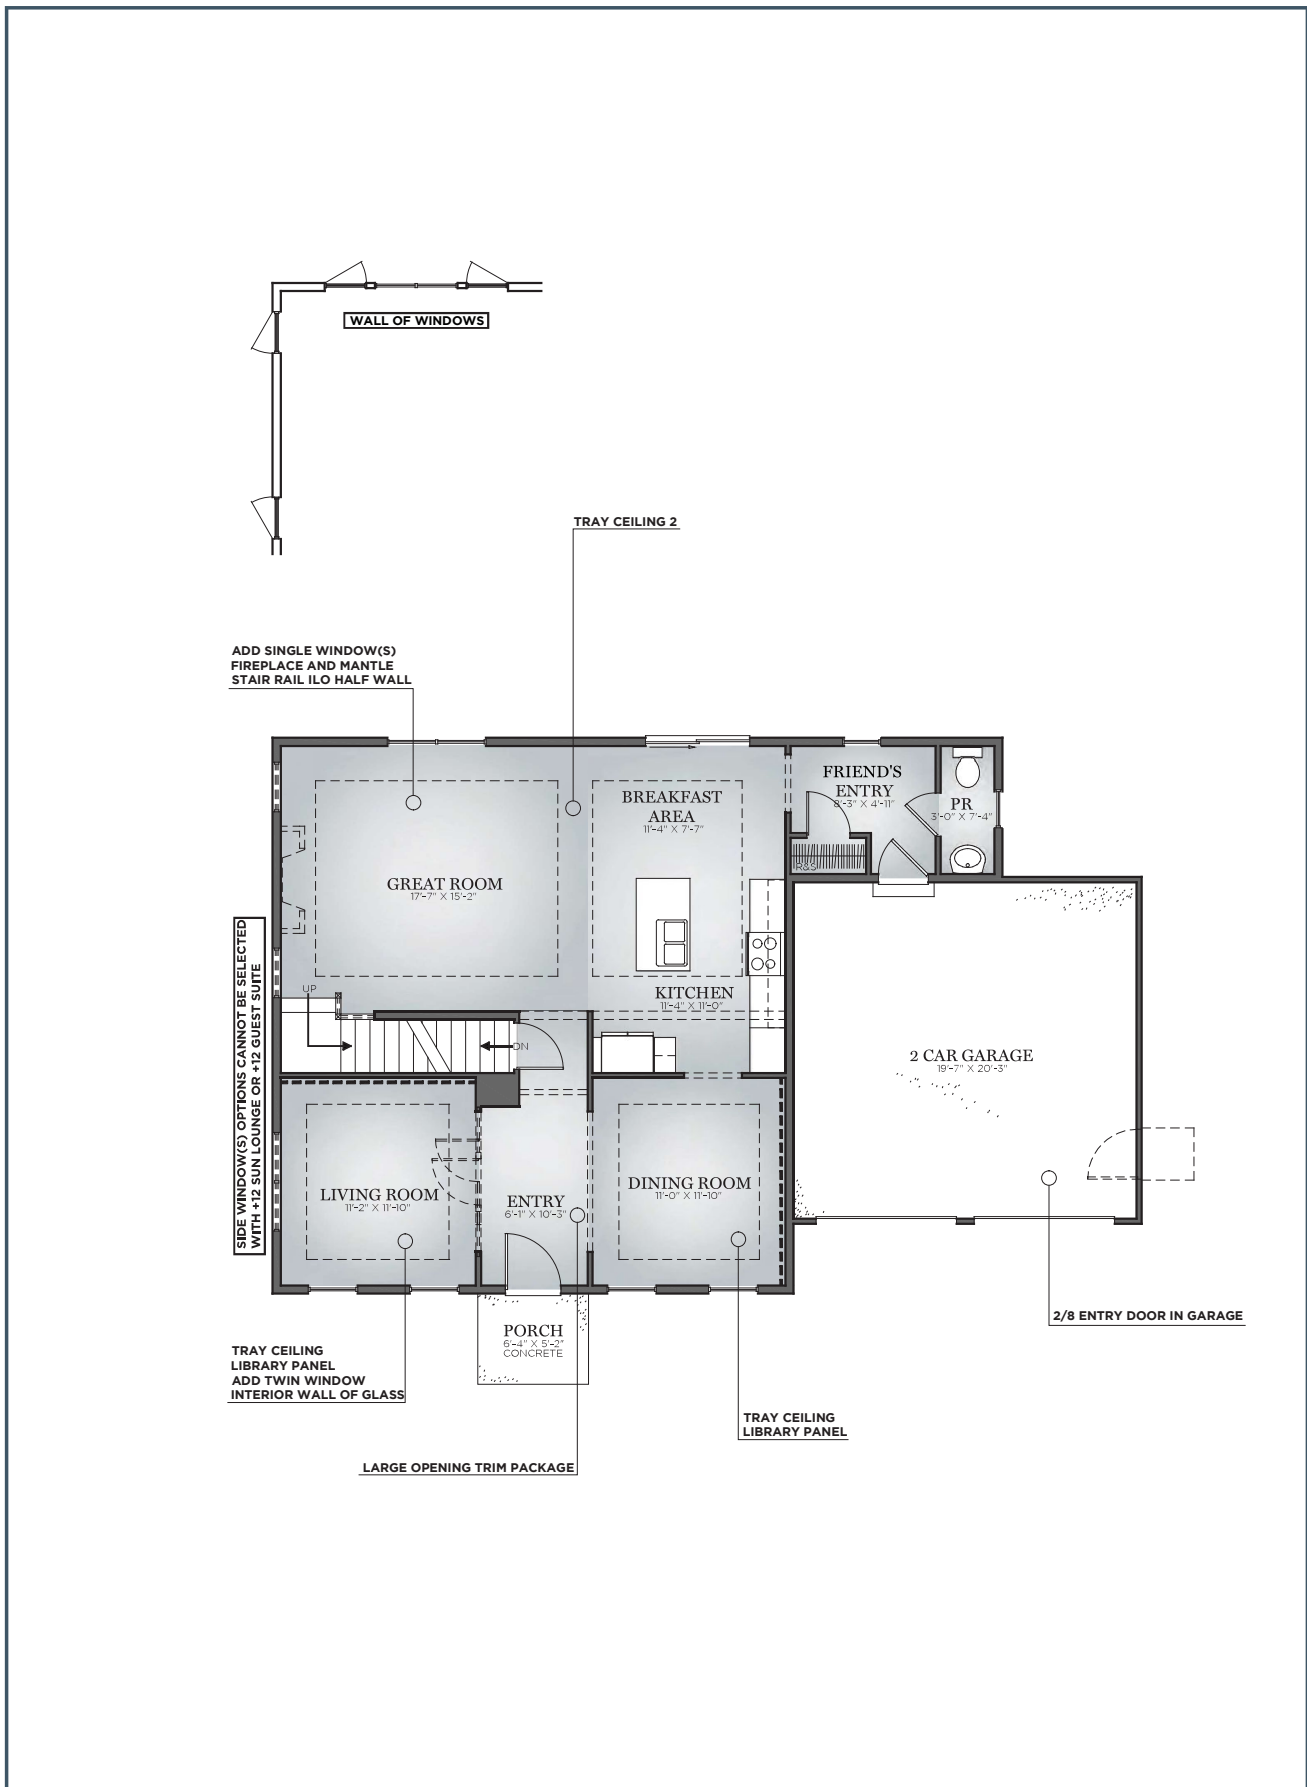 WALL OF WINDOWS
TRAY CEILING 2
ADD SINGLE WINDOW(S)
FIREPLACE AND MANTLE
STAIR RAIL ILO HALF WALL
FRIEND'S
ENTRY
8'-3" X 4'-11"
PR
3'-0" X 7'-4"
R&S
BREAKFAST
AREA
11'-4" X 7'-7"
GREAT ROOM
17'-7" X 15'-2"
KITCHEN
11'-4" X 11'-0"
UP
DN
SIDE WINDOW(S) OPTIONS CANNOT BE SELECTED
WITH +12 SUN LOUNGE OR +12 GUEST SUITE
2 CAR GARAGE
19'-7" X 20'-3"
LIVING ROOM
11'-2" X 11'-10"
ENTRY
6'-1" X 10'-3"
DINING ROOM
11'-0" X 11'-10"
PORCH
6'-4" X 5'-2"
CONCRETE
2/8 ENTRY DOOR IN GARAGE
TRAY CEILING
LIBRARY PANEL
ADD TWIN WINDOW
INTERIOR WALL OF GLASS
TRAY CEILING
LIBRARY PANEL
LARGE OPENING TRIM PACKAGE